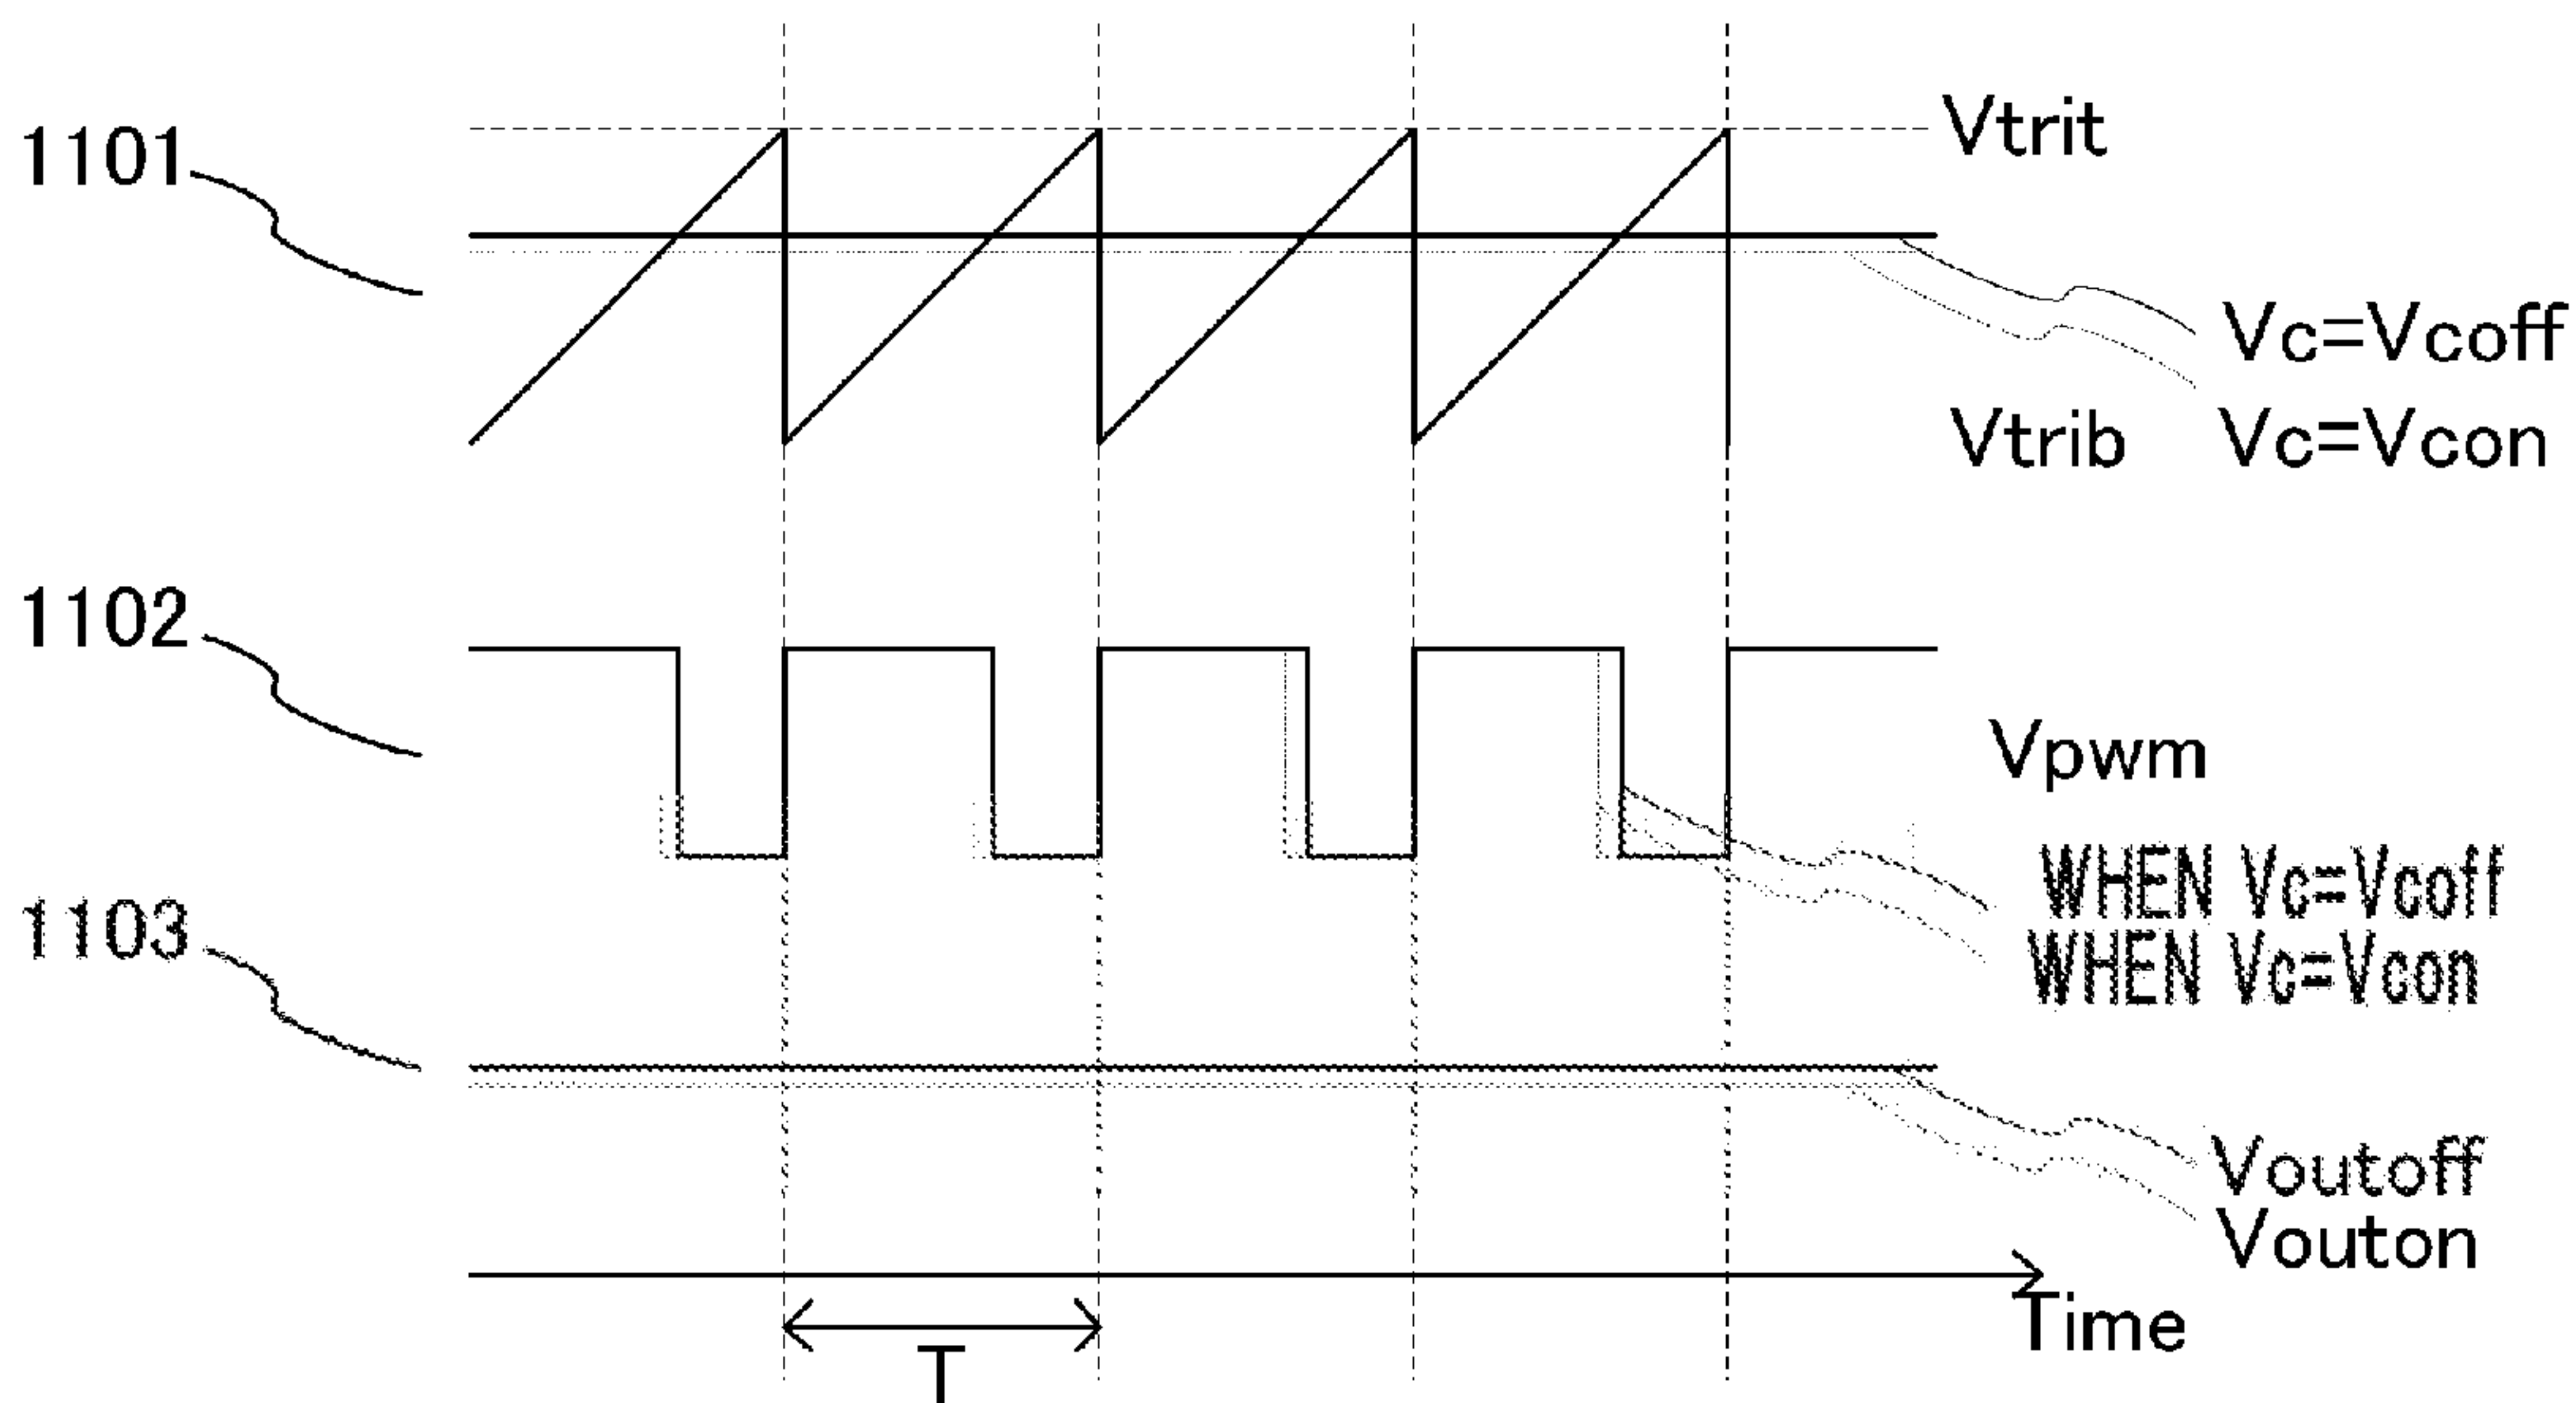 1101
Vtrit
Vc=Vcoff
Vtrib Vc=Vcon
1102
Vpwm
WHEN Vc=Vcoff
1103
WHEN Vc=Vcon
Voutoff
Vouton
Time
T